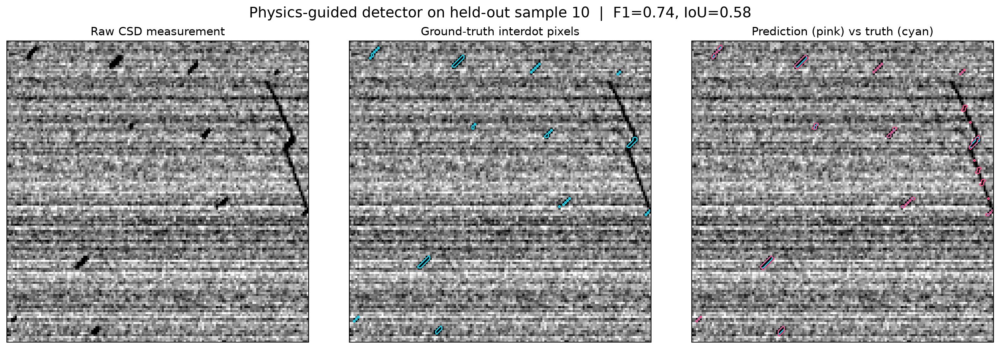 Physics-guided detector on held-out sample 10 | F1=0.74, IoU=0.58
Raw CSD measurement
Ground-truth interdot pixels
Prediction (pink) vs truth (cyan)